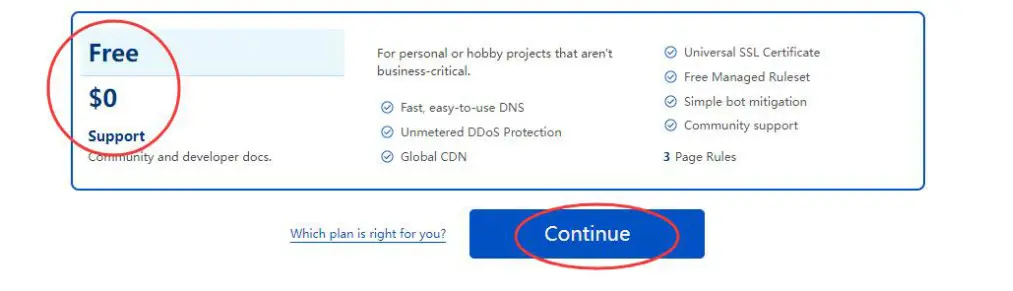 Free
$0
Support
Community and developer docs.
For personal or hobby projects that aren't
business-critical.
Fast, easy-to-use DNS
Unmetered DDoS Protection
Global CDN
Universal SSL Certificate
Free Managed Ruleset
Simple bot mitigation
Community support
3 Page Rules
Which plan is right for you?
Continue